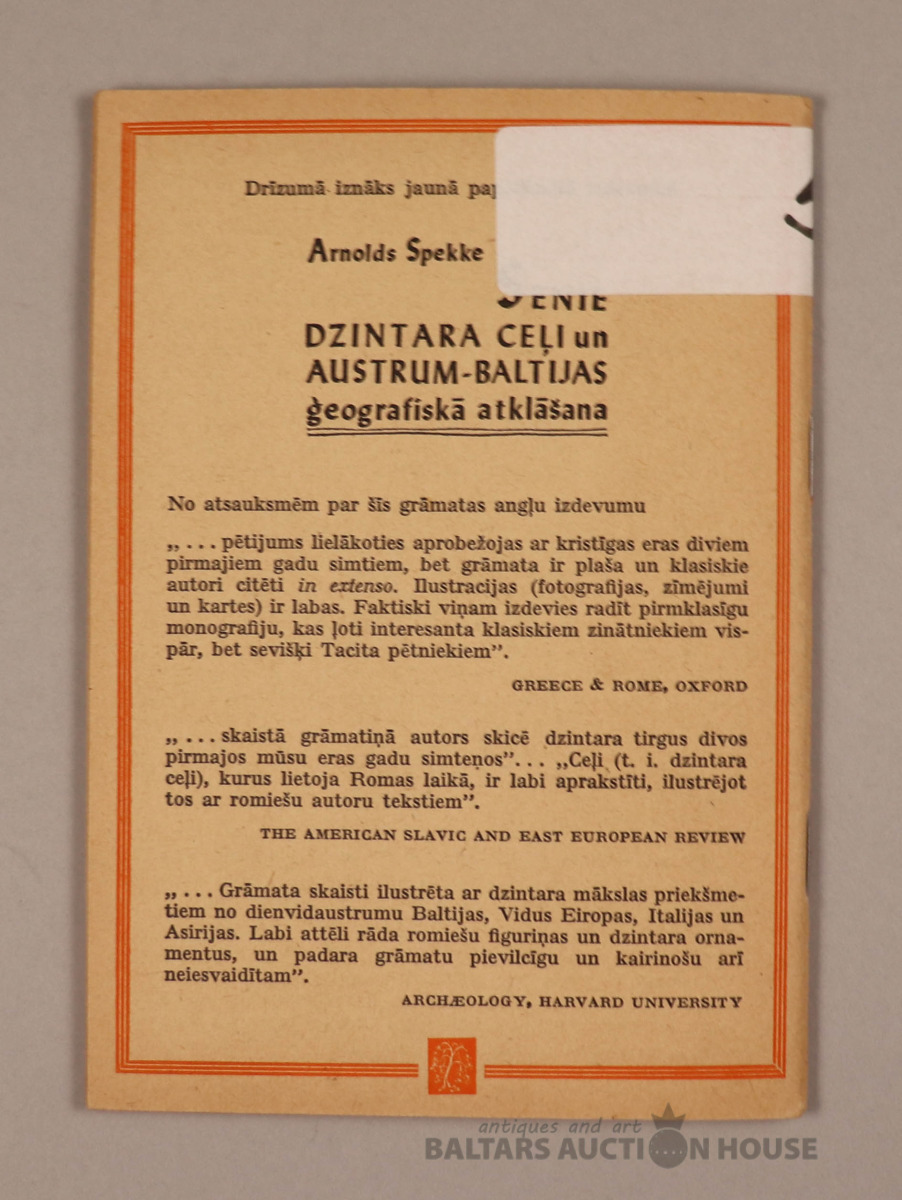 Drīzumā iznāks jaunā
Arnolds Spekke
DZINTARA CEĻI un
AUSTRUM-BALTIJAS
ģeografiskā atklāšana
No atsauksmēm par šīs grāmatas angļu izdevumu
„ ... pētijums lielākoties aprobežojas ar kristīgas eras diviem
pirmajiem gadu simtiem, bet grāmata ir plaša un klasiskie
autori citēti in extenso. Ilustracijas (fotografijas, zīmējumi
un kartes) ir labas. Faktiski viņam izdevies radīt pirmklasīgu
monografiju, kas ļoti interesanta klasiskiem zinātniekiem vis-
pār, bet sevišķi Tacita pētniekiem”.
GREECE & ROME, OXFORD
„ ... skaistā grāmatiņā autors skicē dzintara tirgus divos
pirmajos mūsu eras gadu simteņos”... „Ceļi (t. i. dzintara
ceļi), kurus lietoja Romas laikā, ir labi aprakstīti, ilustrējot
tos ar romiešu autoru tekstiem”.
THE AMERICAN SLAVIC AND EAST EUROPEAN REVIEW
„ ... Grāmata skaisti ilustrēta ar dzintara mākslas priekšme-
tiem no dienvidaustrumu Baltijas, Vidus Eiropas, Italijas un
Asirijas. Labi attēli rāda romiešu figuriņas un dzintara orna-
mentus, un padara grāmatu pievilcīgu un kairinošu arī
neiesvaidītam”.
ARCHÆOLOGY, HARVARD UNIVERSITY
antiques and art
BALTARS AUCTION HOUSE